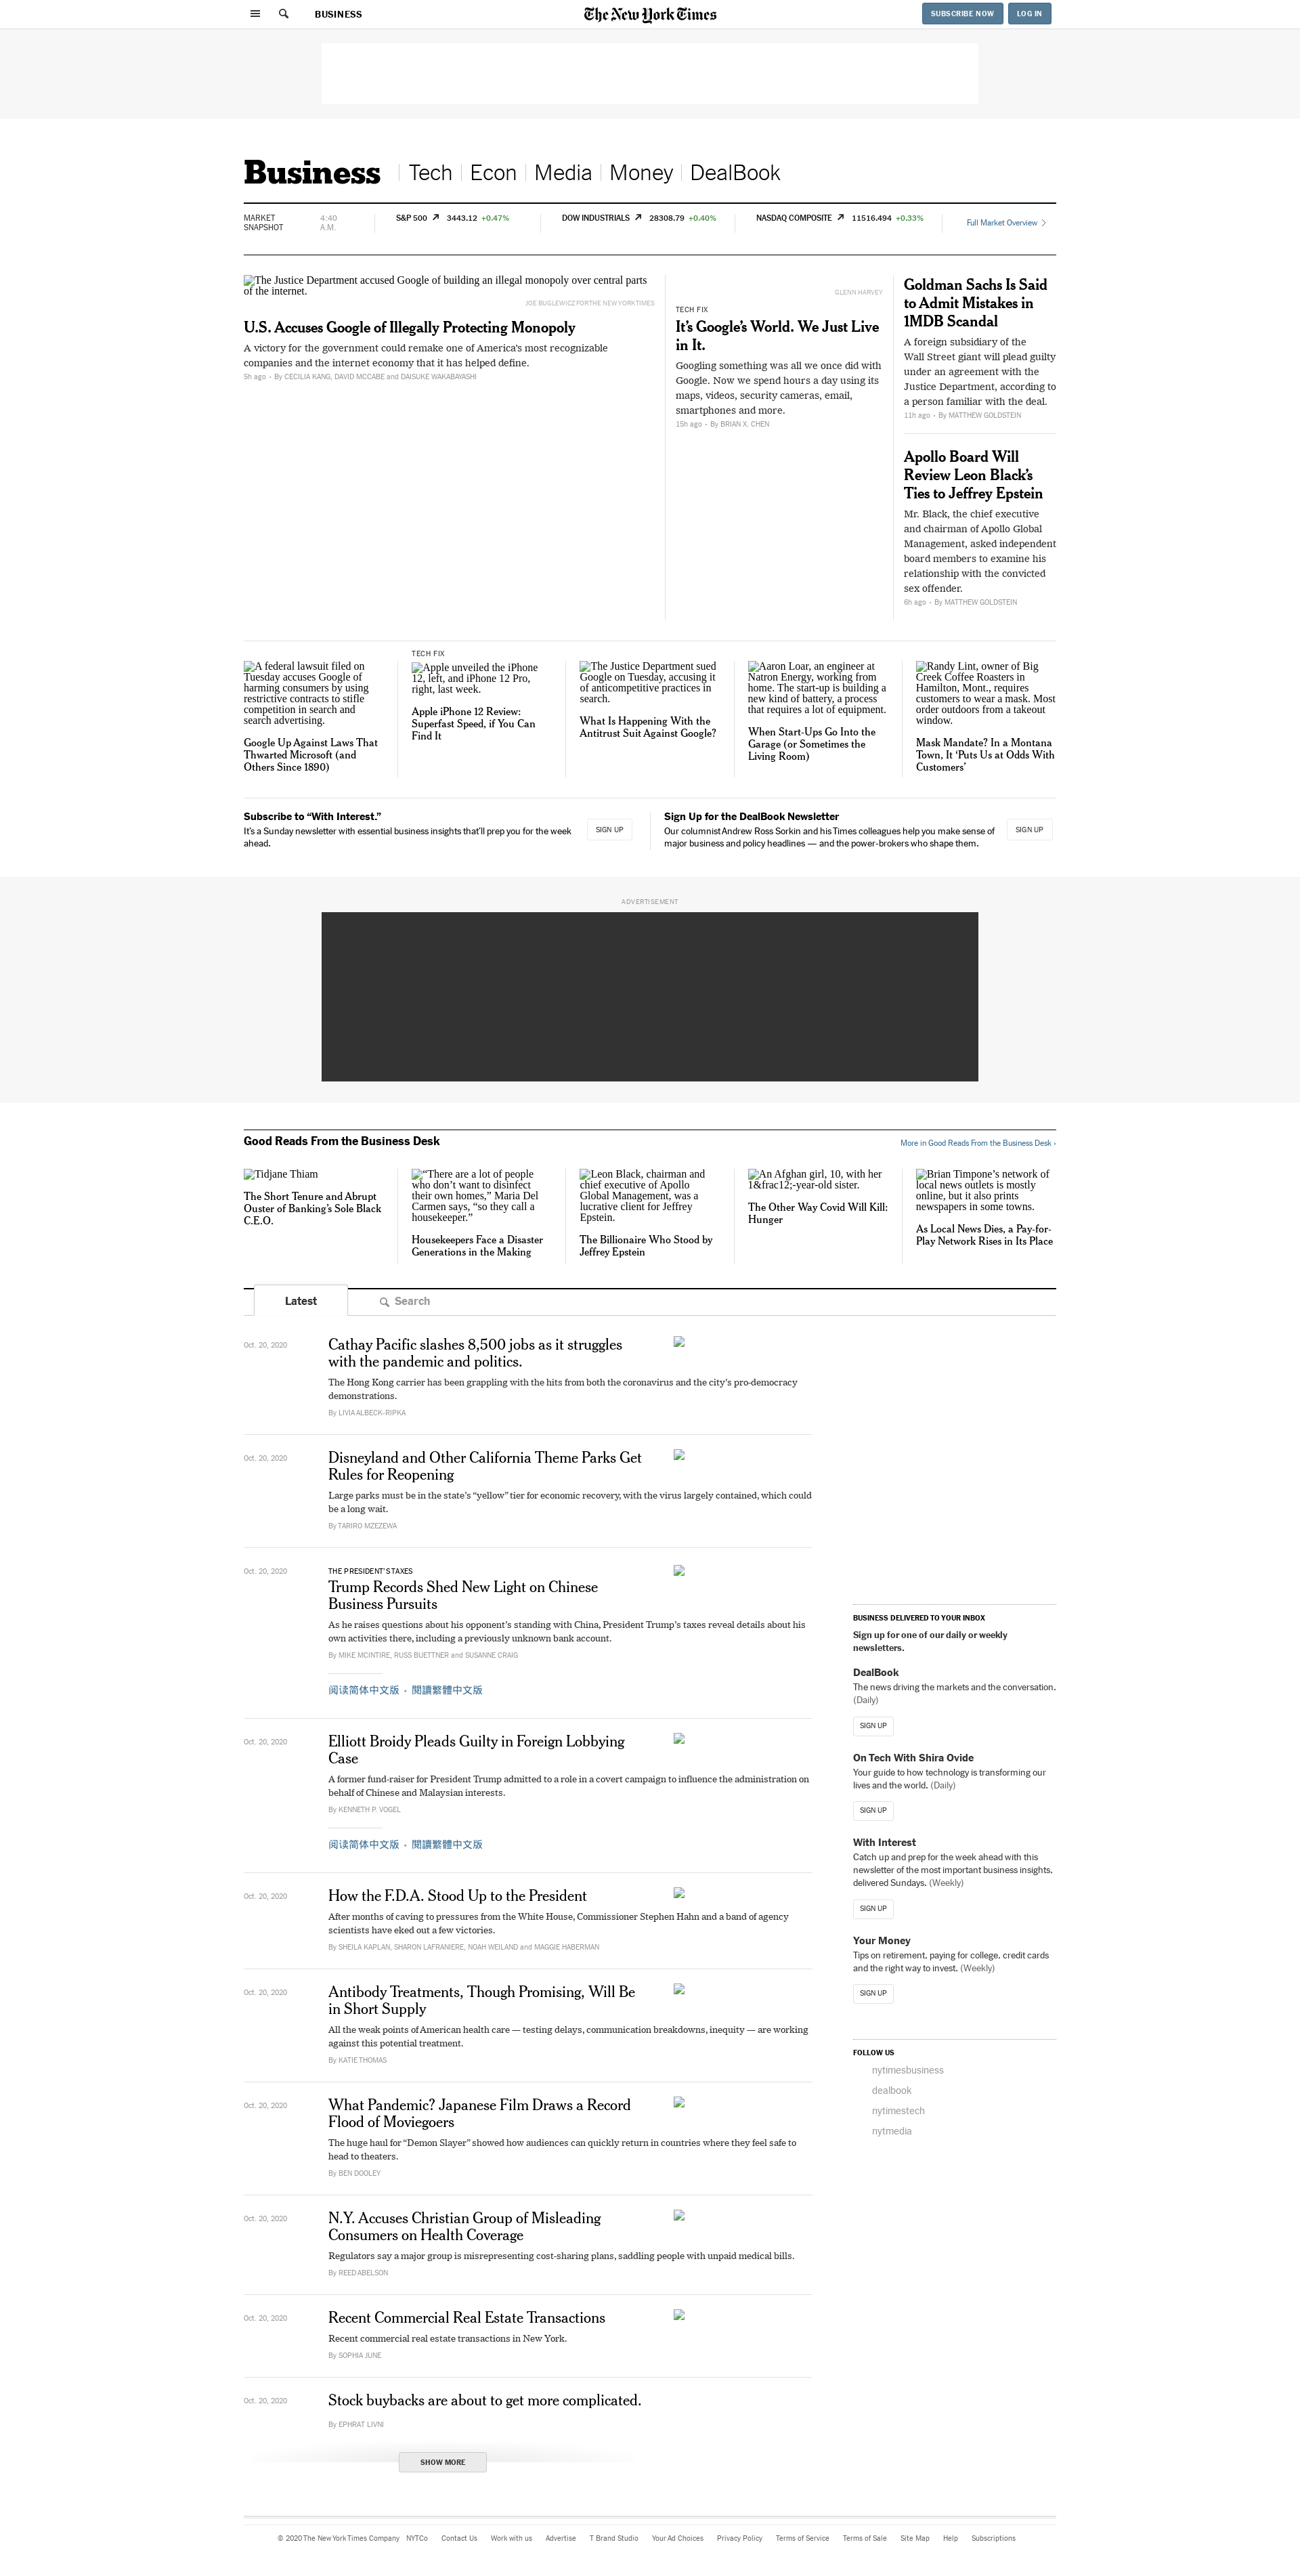 BUSINESS
The New York Times
SUBSCRIBE NOW
LOG IN
Business
Tech
Econ
Media
Money
DealBook
MARKET
SNAPSHOT
4:40
A.M.
S&P 500 3443.12 +0.47%
DOW INDUSTRIALS 28308.79 +0.40%
NASDAQ COMPOSITE 11516.494 +0.33%
Full Market Overview
The Justice Department accused Google of building an illegal monopoly over central parts
of the internet.
JOE BUGLEWICZ FOR THE NEW YORK TIMES
U.S. Accuses Google of Illegally Protecting Monopoly
A victory for the government could remake one of America’s most recognizable
companies and the internet economy that it has helped define.
5h ago • By CECILIA KANG, DAVID MCCABE and DAISUKE WAKABAYASHI
GLENN HARVEY
TECH FIX
It’s Google’s World. We Just Live
in It.
Googling something was all we once did with
Google. Now we spend hours a day using its
maps, videos, security cameras, email,
smartphones and more.
15h ago • By BRIAN X. CHEN
Goldman Sachs Is Said
to Admit Mistakes in
1MDB Scandal
A foreign subsidiary of the
Wall Street giant will plead guilty
under an agreement with the
Justice Department, according to
a person familiar with the deal.
11h ago • By MATTHEW GOLDSTEIN
Apollo Board Will
Review Leon Black’s
Ties to Jeffrey Epstein
Mr. Black, the chief executive
and chairman of Apollo Global
Management, asked independent
board members to examine his
relationship with the convicted
sex offender.
6h ago • By MATTHEW GOLDSTEIN
A federal lawsuit filed on
Tuesday accuses Google of
harming consumers by using
restrictive contracts to stifle
competition in search and
search advertising.
Google Up Against Laws That
Thwarted Microsoft (and
Others Since 1890)
TECH FIX
Apple unveiled the iPhone
12, left, and iPhone 12 Pro,
right, last week.
Apple iPhone 12 Review:
Superfast Speed, if You Can
Find It
The Justice Department sued
Google on Tuesday, accusing it
of anticompetitive practices in
search.
What Is Happening With the
Antitrust Suit Against Google?
Aaron Loar, an engineer at
Natron Energy, working from
home. The start-up is building a
new kind of battery, a process
that requires a lot of equipment.
When Start-Ups Go Into the
Garage (or Sometimes the
Living Room)
Randy Lint, owner of Big
Creek Coffee Roasters in
Hamilton, Mont., requires
customers to wear a mask. Most
order outdoors from a takeout
window.
Mask Mandate? In a Montana
Town, It ‘Puts Us at Odds With
Customers’
Subscribe to “With Interest.”
It’s a Sunday newsletter with essential business insights that’ll prep you for the week
ahead.
SIGN UP
Sign Up for the DealBook Newsletter
Our columnist Andrew Ross Sorkin and his Times colleagues help you make sense of
major business and policy headlines — and the power-brokers who shape them.
SIGN UP
ADVERTISEMENT
Good Reads From the Business Desk
More in Good Reads From the Business Desk ›
Tidjane Thiam
The Short Tenure and Abrupt
Ouster of Banking’s Sole Black
C.E.O.
“There are a lot of people
who don’t want to disinfect
their own homes,” Maria Del
Carmen says, “so they call a
housekeeper.”
Housekeepers Face a Disaster
Generations in the Making
Leon Black, chairman and
chief executive of Apollo
Global Management, was a
lucrative client for Jeffrey
Epstein.
The Billionaire Who Stood by
Jeffrey Epstein
An Afghan girl, 10, with her
1&frac12;-year-old sister.
The Other Way Covid Will Kill:
Hunger
Brian Timpone’s network of
local news outlets is mostly
online, but it also prints
newspapers in some towns.
As Local News Dies, a Pay-for-
Play Network Rises in Its Place
Latest
Search
Oct. 20, 2020
Cathay Pacific slashes 8,500 jobs as it struggles
with the pandemic and politics.
The Hong Kong carrier has been grappling with the hits from both the coronavirus and the city’s pro-democracy
demonstrations.
By LIVIA ALBECK-RIPKA
Oct. 20, 2020
Disneyland and Other California Theme Parks Get
Rules for Reopening
Large parks must be in the state’s “yellow” tier for economic recovery, with the virus largely contained, which could
be a long wait.
By TARIRO MZEZEWA
Oct. 20, 2020
THE PRESIDENT'S TAXES
Trump Records Shed New Light on Chinese
Business Pursuits
As he raises questions about his opponent’s standing with China, President Trump’s taxes reveal details about his
own activities there, including a previously unknown bank account.
By MIKE MCINTIRE, RUSS BUETTNER and SUSANNE CRAIG
阅读简体中文版 • 閱讀繁體中文版
Oct. 20, 2020
Elliott Broidy Pleads Guilty in Foreign Lobbying
Case
A former fund-raiser for President Trump admitted to a role in a covert campaign to influence the administration on
behalf of Chinese and Malaysian interests.
By KENNETH P. VOGEL
阅读简体中文版 • 閱讀繁體中文版
Oct. 20, 2020
How the F.D.A. Stood Up to the President
After months of caving to pressures from the White House, Commissioner Stephen Hahn and a band of agency
scientists have eked out a few victories.
By SHEILA KAPLAN, SHARON LAFRANIERE, NOAH WEILAND and MAGGIE HABERMAN
Oct. 20, 2020
Antibody Treatments, Though Promising, Will Be
in Short Supply
All the weak points of American health care — testing delays, communication breakdowns, inequity — are working
against this potential treatment.
By KATIE THOMAS
Oct. 20, 2020
What Pandemic? Japanese Film Draws a Record
Flood of Moviegoers
The huge haul for “Demon Slayer” showed how audiences can quickly return in countries where they feel safe to
head to theaters.
By BEN DOOLEY
Oct. 20, 2020
N.Y. Accuses Christian Group of Misleading
Consumers on Health Coverage
Regulators say a major group is misrepresenting cost-sharing plans, saddling people with unpaid medical bills.
By REED ABELSON
Oct. 20, 2020
Recent Commercial Real Estate Transactions
Recent commercial real estate transactions in New York.
By SOPHIA JUNE
Oct. 20, 2020
Stock buybacks are about to get more complicated.
By EPHRAT LIVNI
SHOW MORE
BUSINESS DELIVERED TO YOUR INBOX
Sign up for one of our daily or weekly
newsletters.
DealBook
The news driving the markets and the conversation.
(Daily)
SIGN UP
On Tech With Shira Ovide
Your guide to how technology is transforming our
lives and the world. (Daily)
SIGN UP
With Interest
Catch up and prep for the week ahead with this
newsletter of the most important business insights,
delivered Sundays. (Weekly)
SIGN UP
Your Money
Tips on retirement, paying for college, credit cards
and the right way to invest. (Weekly)
SIGN UP
FOLLOW US
nytimesbusiness
dealbook
nytimestech
nytmedia
© 2020 The New York Times Company
NYTCo
Contact Us
Work with us
Advertise
T Brand Studio
Your Ad Choices
Privacy Policy
Terms of Service
Terms of Sale
Site Map
Help
Subscriptions